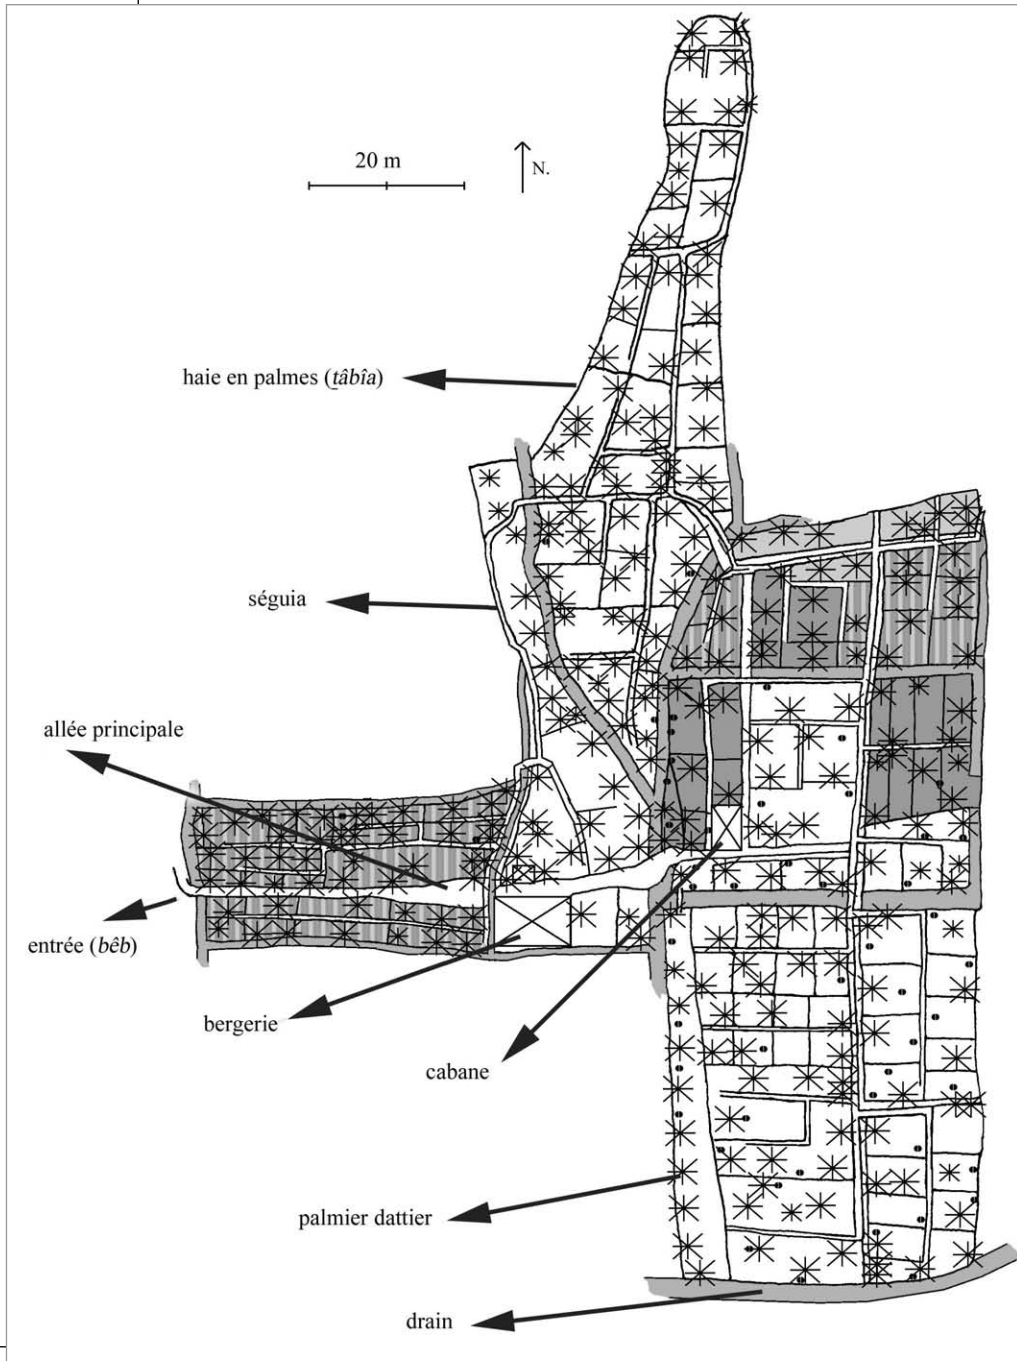 20 m
N.
haie en palmes (tâbîa)
séguia
allée principale
entrée (bêb)
bergerie
cabane
palmier dattier
drain